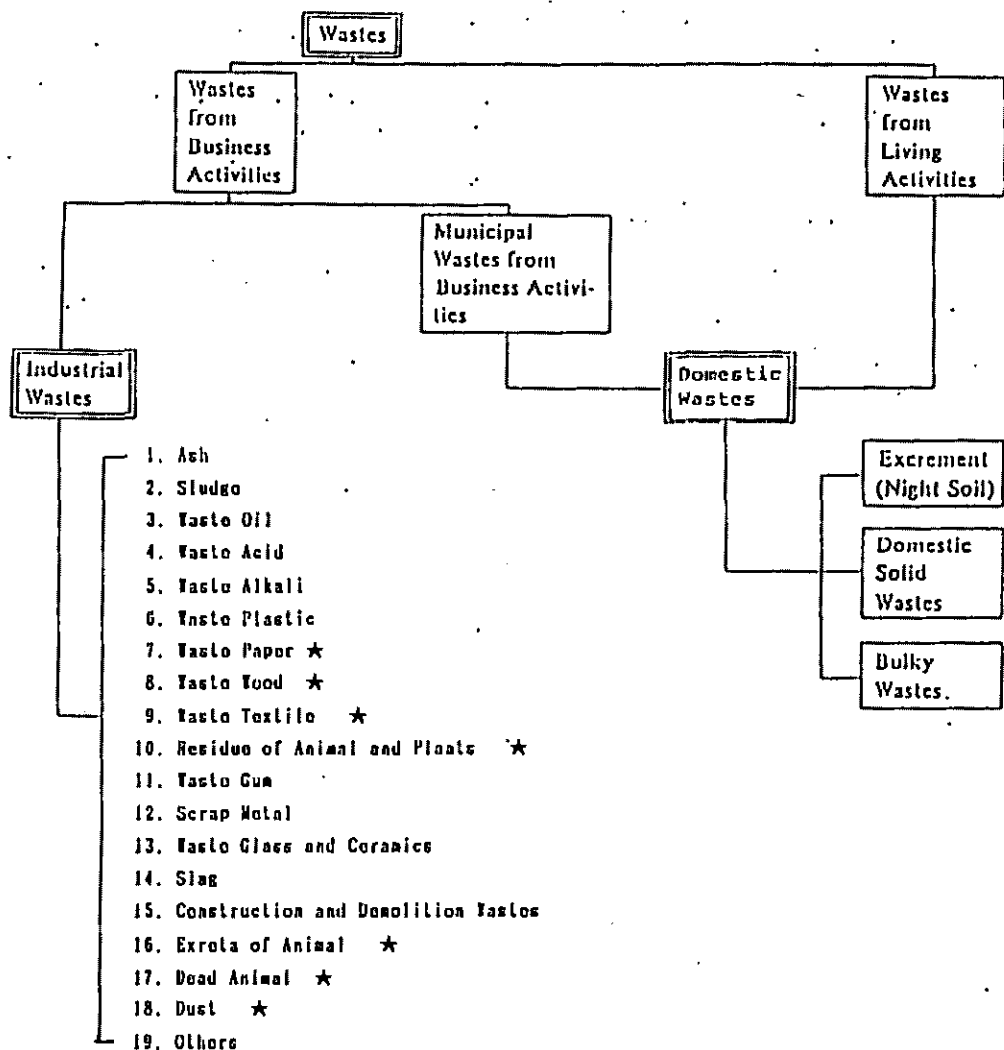 Wastes
Wastes
from
Business
Activities
Wastes
from
Living
Activities
Municipal
Wastes from
Business Activi-
ties
Industrial
Wastes
Domestic
Wastes
1. Ash
2. Sludge
3. Waste Oil
4. Waste Acid
5. Waste Alkali
6. Waste Plastic
7. Waste Paper ★
8. Waste Wood ★
9. Waste Textile ★
10. Residue of Animal and Plants ★
11. Waste Gum
12. Scrap Metal
13. Waste Glass and Ceramics
14. Slag
15. Construction and Demolition Wastes
16. Exreta of Animal ★
17. Dead Animal ★
18. Dust ★
19. Others
Excrement
(Night Soil)
Domestic
Solid
Wastes
Bulky
Wastes